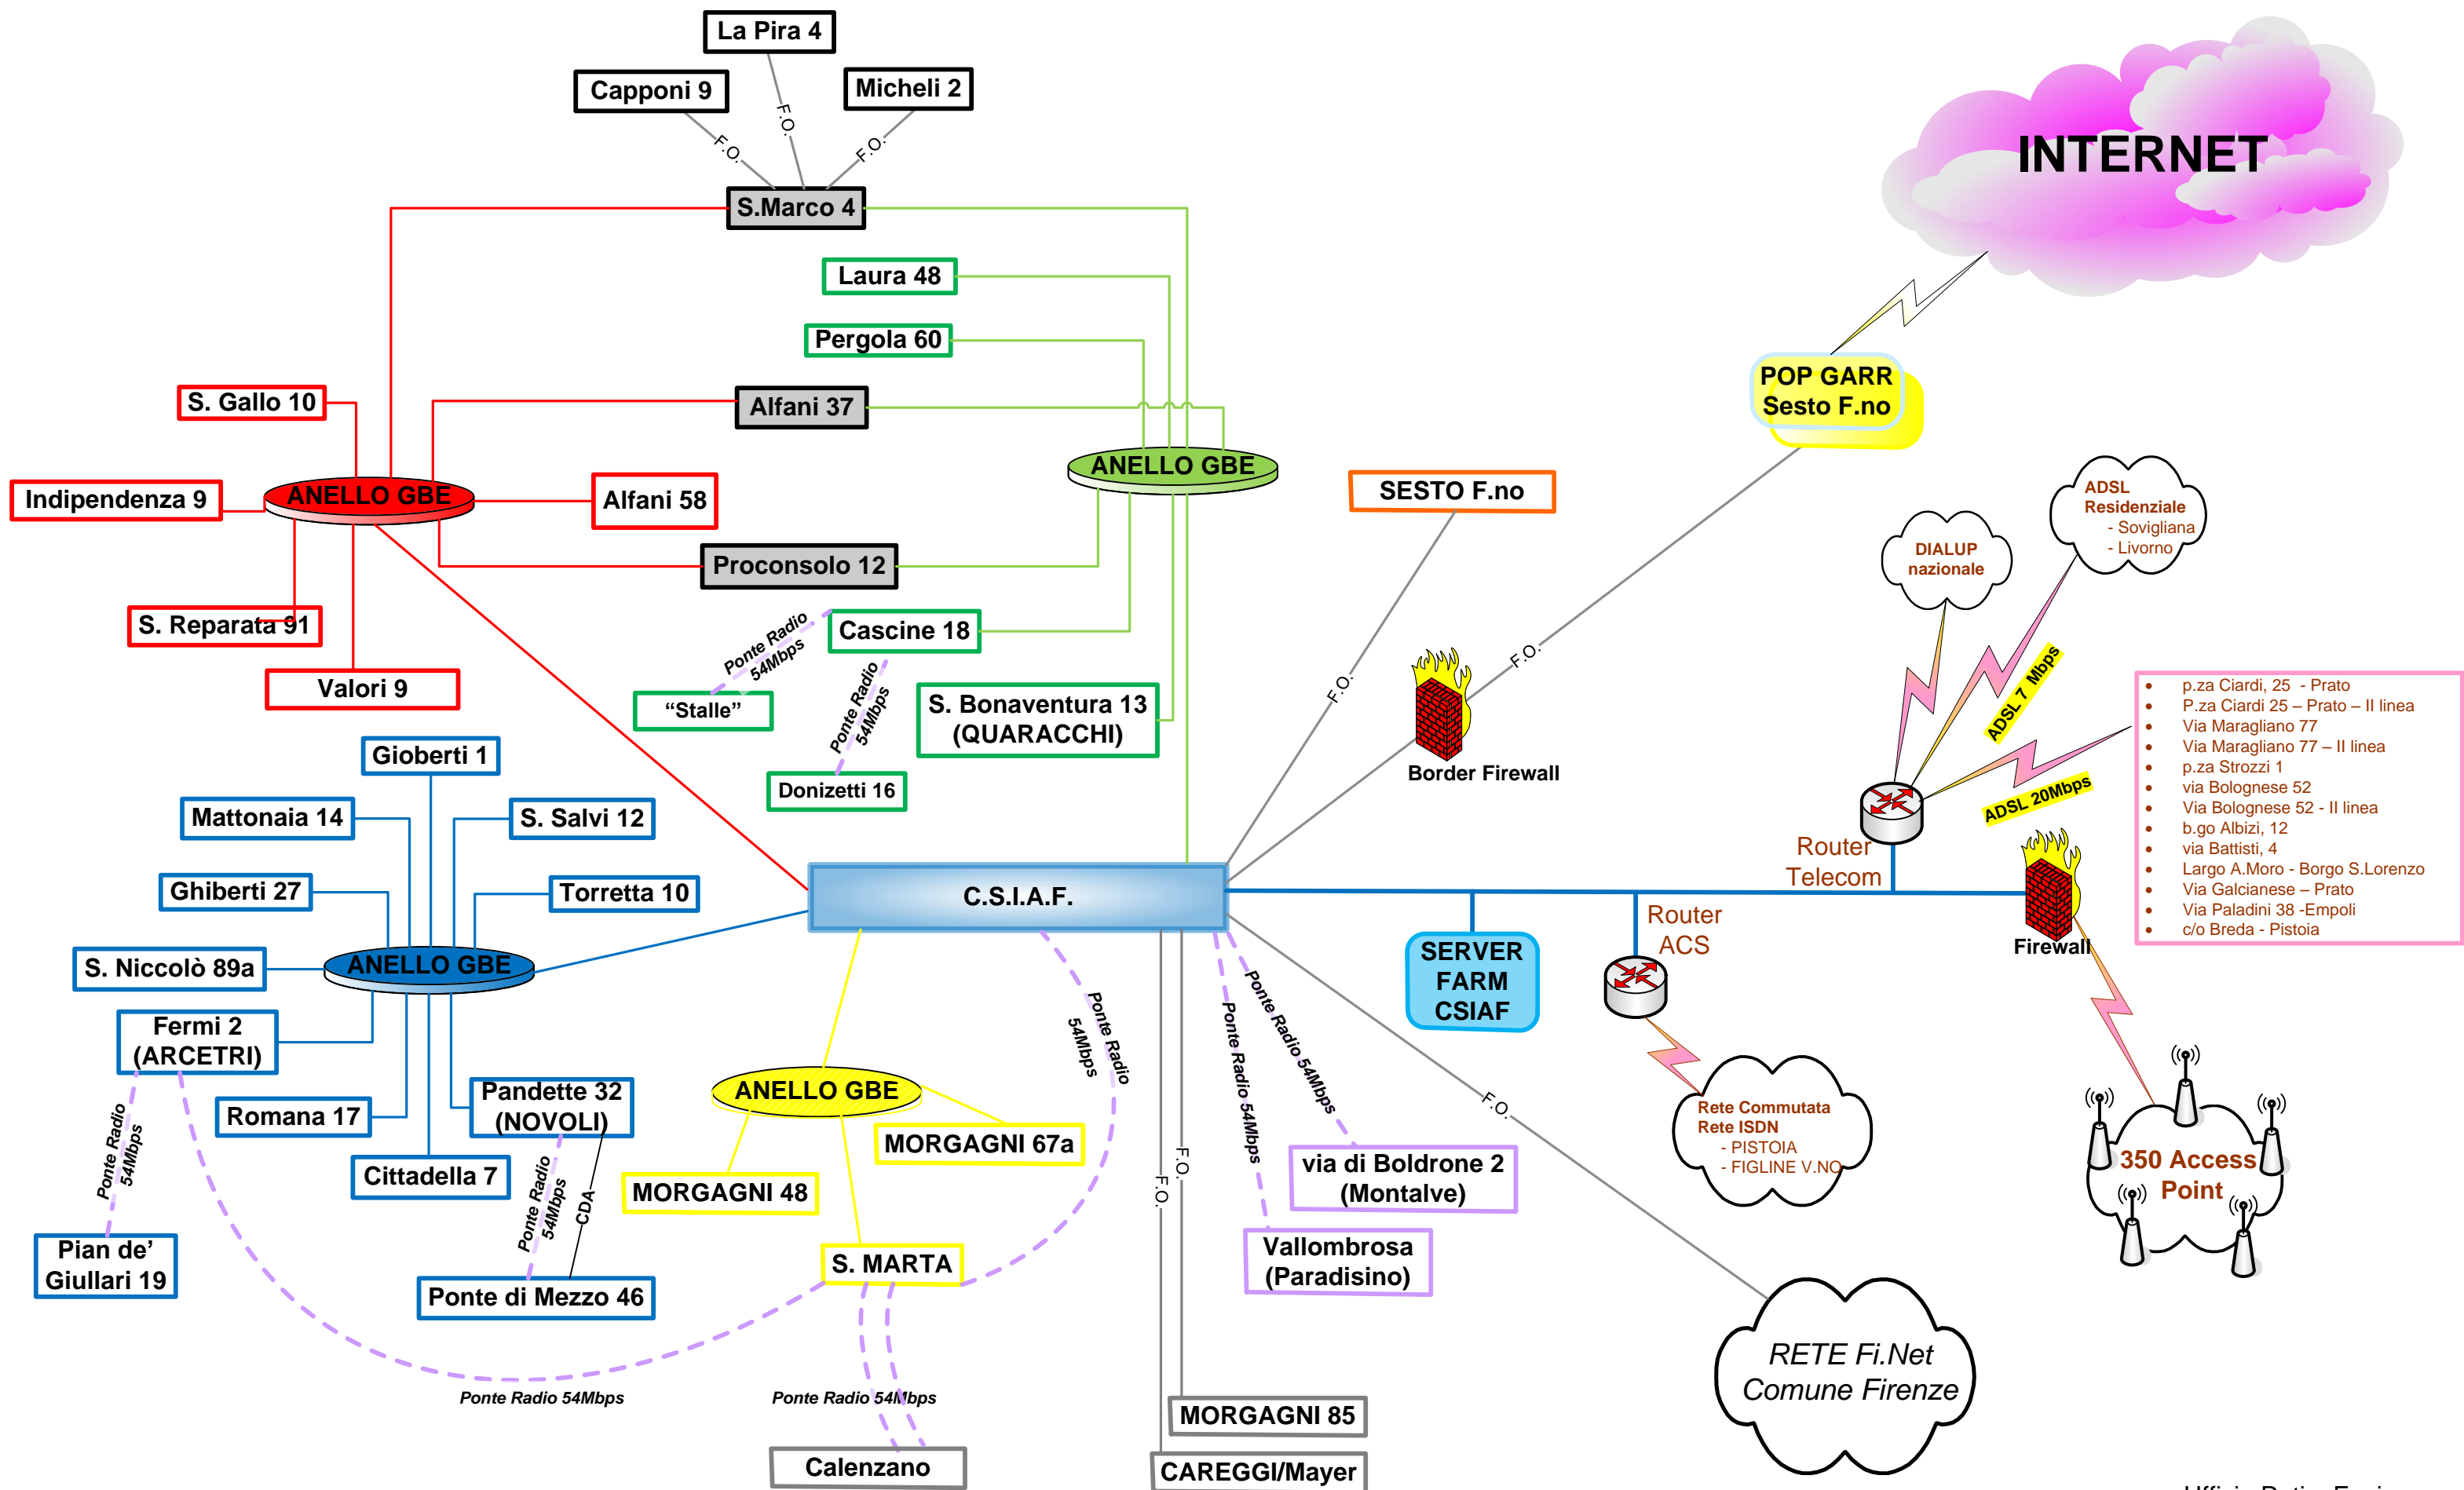 La Pira 4
Capponi 9
Micheli 2
F.O.
F.O.
F.O.
S.Marco 4
INTERNET
Laura 48
Pergola 60
POP GARR
Sesto F.no
S. Gallo 10
Alfani 37
ANELLO GBE
ANELLO GBE
Indipendenza 9
Alfani 58
SESTO F.no
ADSL
Residenziale
- Sovigliana
- Livorno
DIALUP
nazionale
Proconsolo 12
S. Reparata 91
Cascine 18
Ponte Radio
54Mbps
Valori 9
"Stalle"
Ponte Radio
54Mbps
S. Bonaventura 13
(QUARACCHI)
Donizetti 16
F.O.
F.O.
Border Firewall
ADSL 7 Mbps
ADSL 20Mbps
• p.za Ciardi, 25 - Prato
• P.za Ciardi 25 – Prato – II linea
• Via Maragliano 77
• Via Maragliano 77 – II linea
• p.za Strozzi 1
• via Bolognese 52
• Via Bolognese 52 - II linea
• b.go Albizi, 12
• via Battisti, 4
• Largo A.Moro - Borgo S.Lorenzo
• Via Galcianese – Prato
• Via Paladini 38 -Empoli
• c/o Breda - Pistoia
Gioberti 1
Mattonaia 14
S. Salvi 12
Ghiberti 27
Torretta 10
C.S.I.A.F.
Router
Telecom
Router
ACS
Firewall
S. Niccolò 89a
ANELLO GBE
SERVER
FARM
CSIAF
Fermi 2
(ARCETRI)
Pandette 32
(NOVOLI)
Romana 17
Cittadella 7
Ponte Radio
54Mbps
Ponte Radio
54Mbps
CDA
Pian de'
Giullari 19
Ponte di Mezzo 46
ANELLO GBE
MORGAGNI 67a
MORGAGNI 48
S. MARTA
Ponte Radio
54Mbps
Ponte Radio 54Mbps
Ponte Radio 54Mbps
F.O.
F.O.
F.O.
via di Boldrone 2
(Montalve)
Vallombrosa
(Paradisino)
Rete Commutata
Rete ISDN
- PISTOIA
- FIGLINE V.NO
350 Access
Point
RETE Fi.Net
Comune Firenze
Ponte Radio 54Mbps
Ponte Radio 54Mbps
MORGAGNI 85
Calenzano
CAREGGI/Mayer